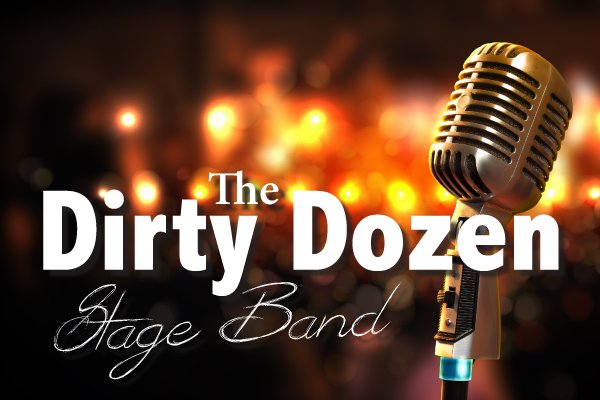 The
Dirty Dozen
Stage Band